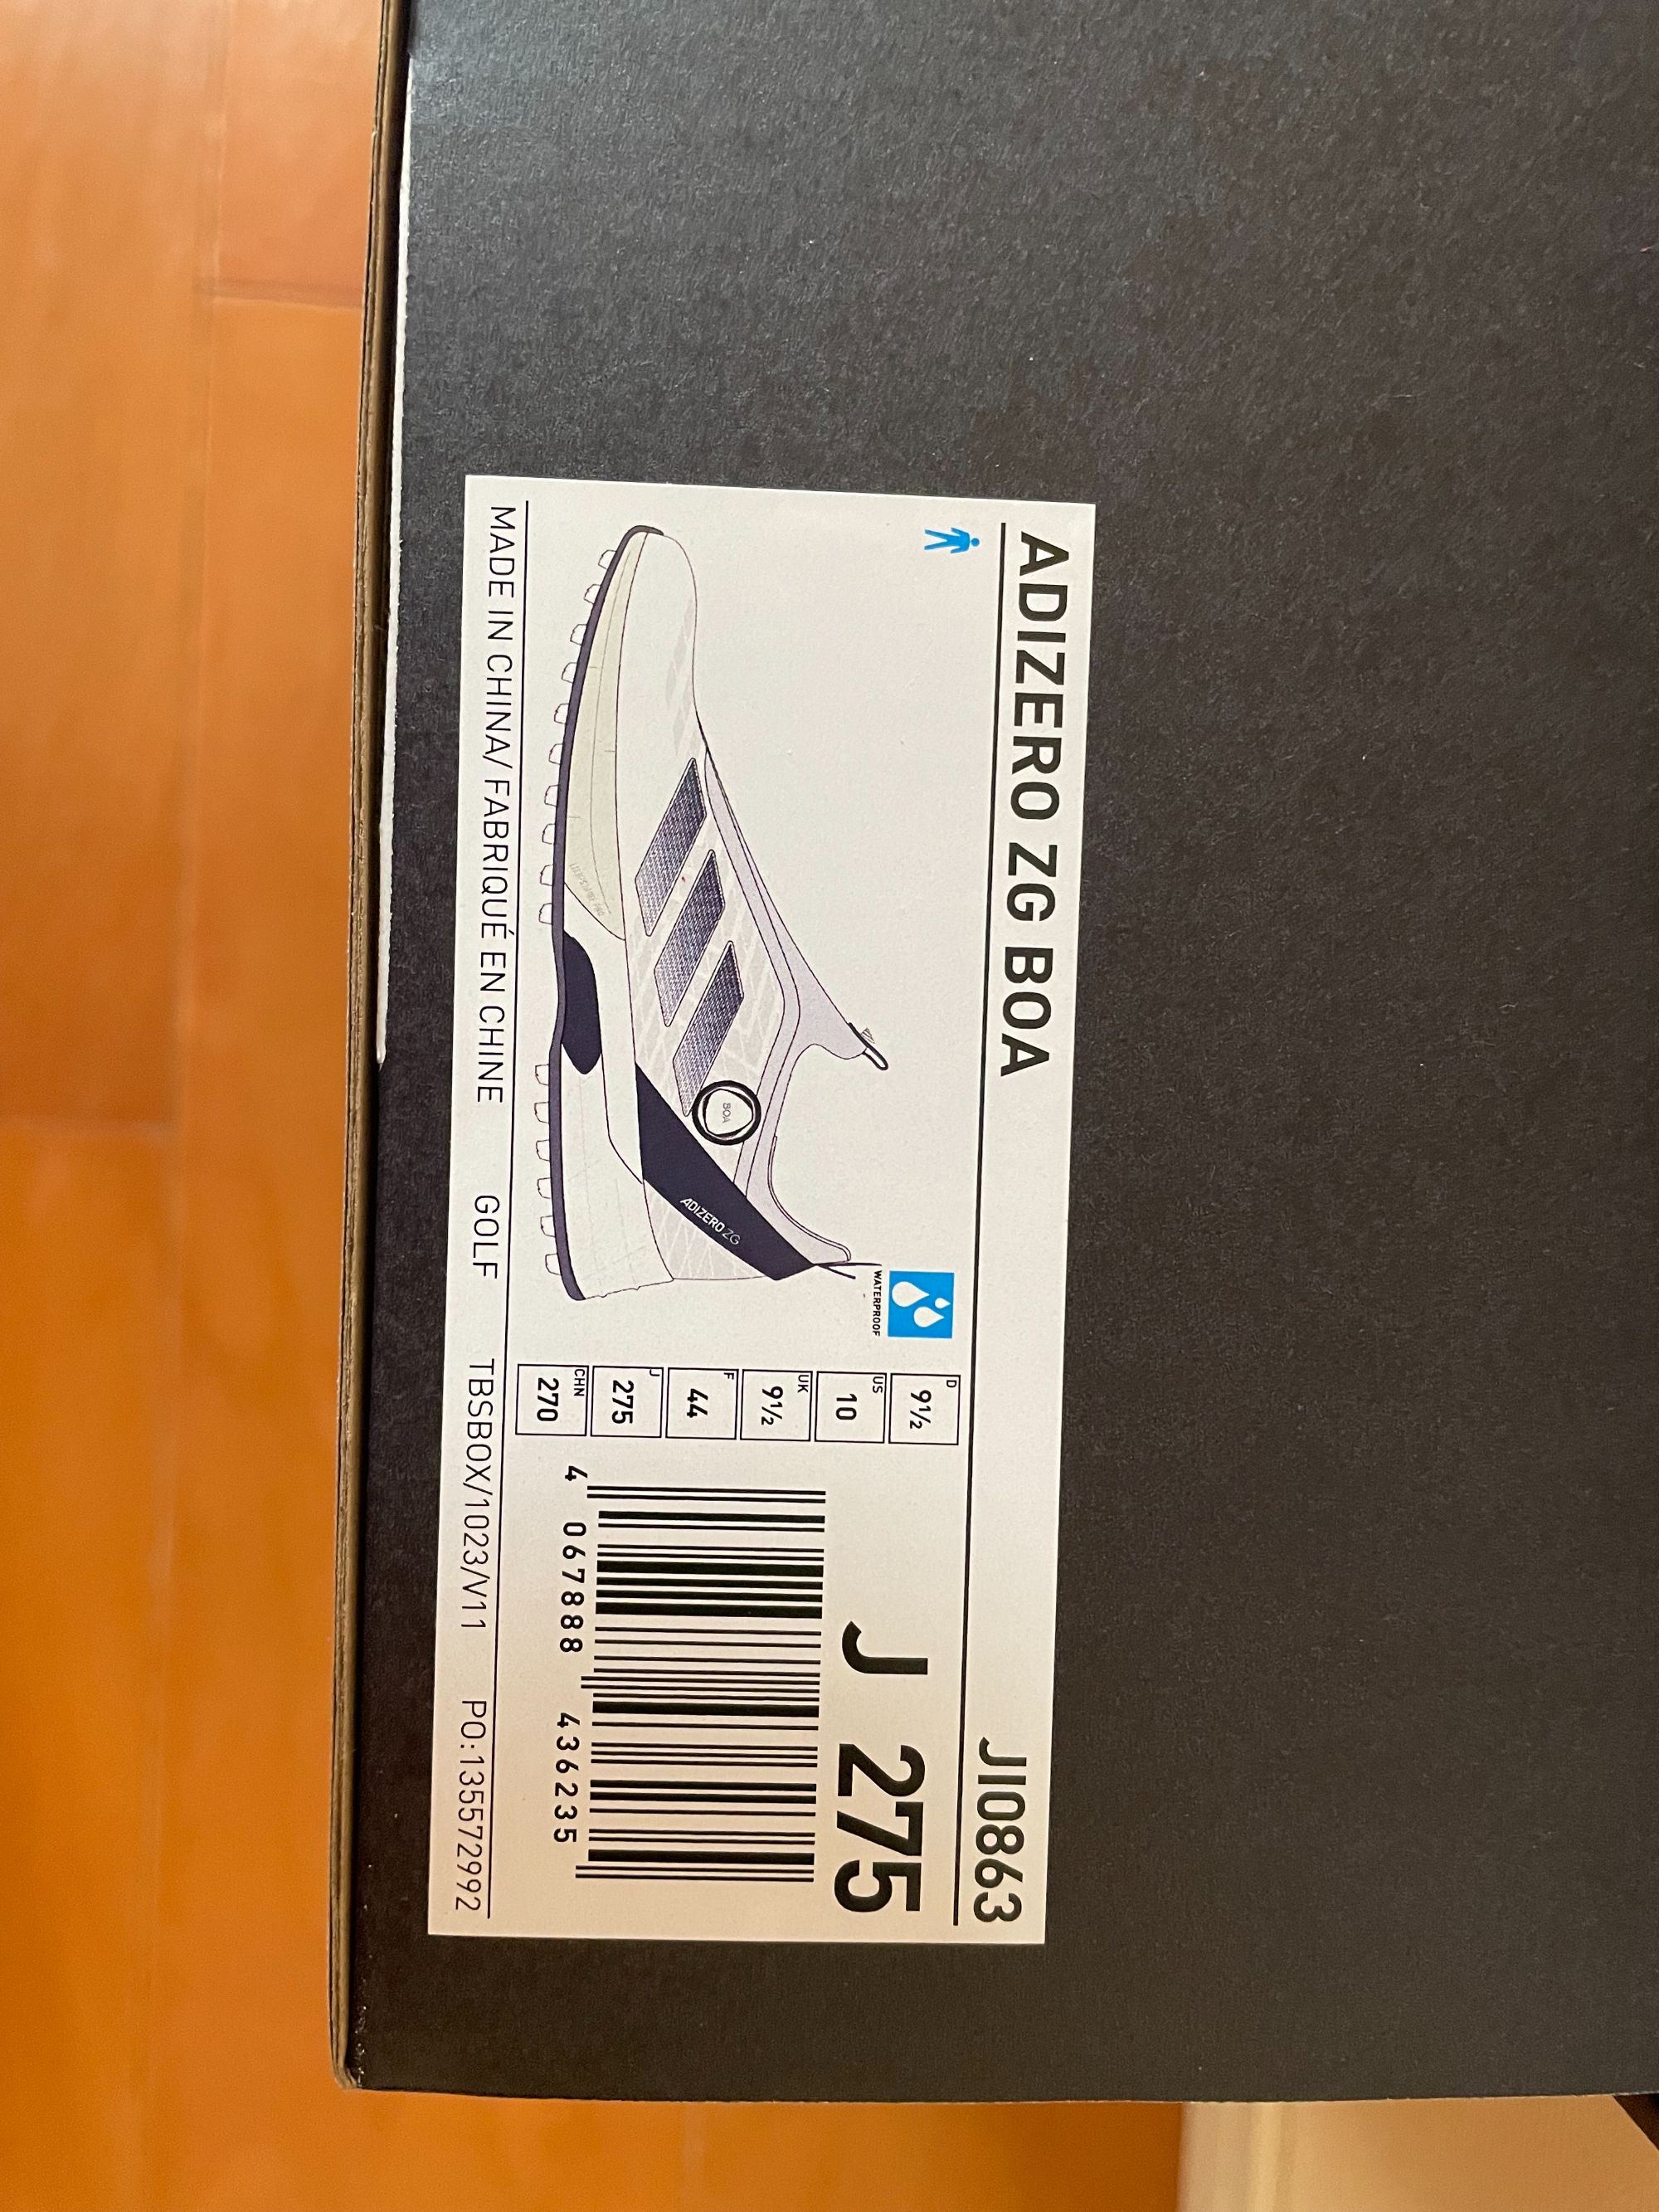 ADIZERO ZG BOA
JI0863
WATERPROOF
BOA
ADIZERO ZG
D 9½
US 10
UK 9½
F 44
J 275
CHN 270
J 275
4 067888 436235
MADE IN CHINA/ FABRIQUÉ EN CHINE GOLF TBSBOX/1023/V11 PO:135572992